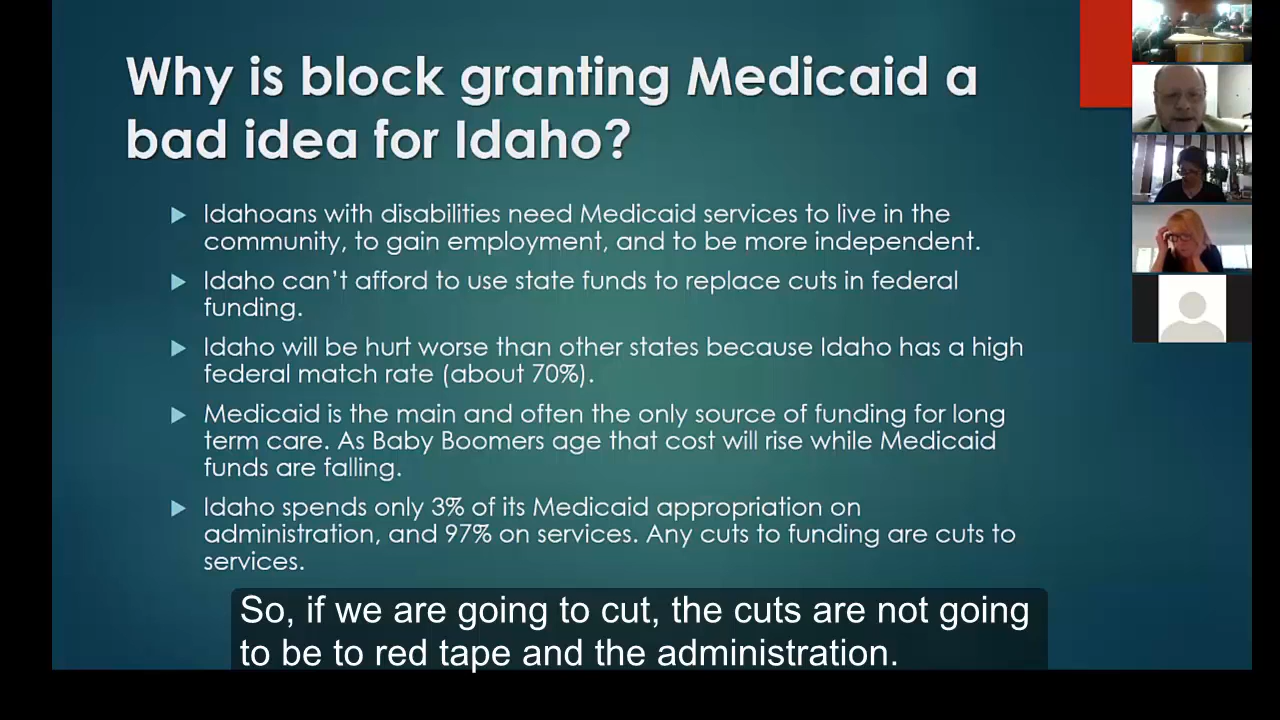 Why is block granting Medicaid a
bad idea for Idaho?
Idahoans with disabilities need Medicaid services to live in the
community, to gain employment, and to be more independent.
Idaho can't afford to use state funds to replace cuts in federal
funding.
Idaho will be hurt worse than other states because Idaho has a high
federal match rate (about 70%).
Medicaid is the main and often the only source of funding for long
term care. As Baby Boomers age that cost will rise while Medicaid
funds are falling.
Idaho spends only 3% of its Medicaid appropriation on
administration, and 97% on services. Any cuts to funding are cuts to
services.
So, if we are going to cut, the cuts are not going
to be to red tape and the administration.